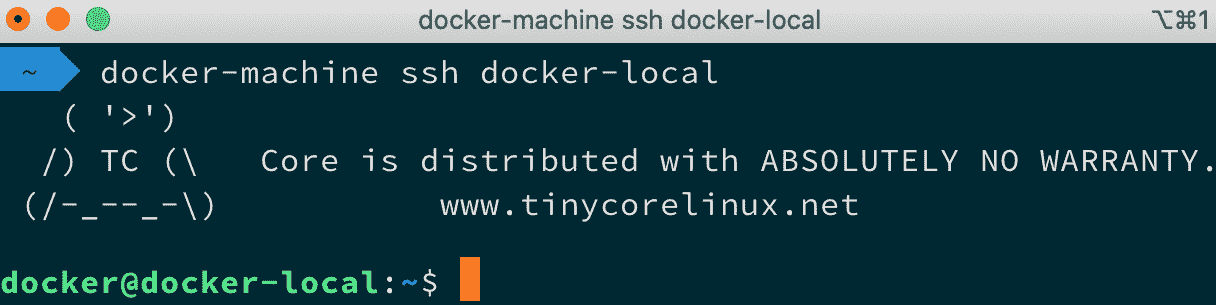 docker-machine ssh docker-local ⌥⌘1
~ docker-machine ssh docker-local
( '>')
/) TC (\ Core is distributed with ABSOLUTELY NO WARRANTY.
(/-_--_-\) www.tinycorelinux.net
docker@docker-local:~$